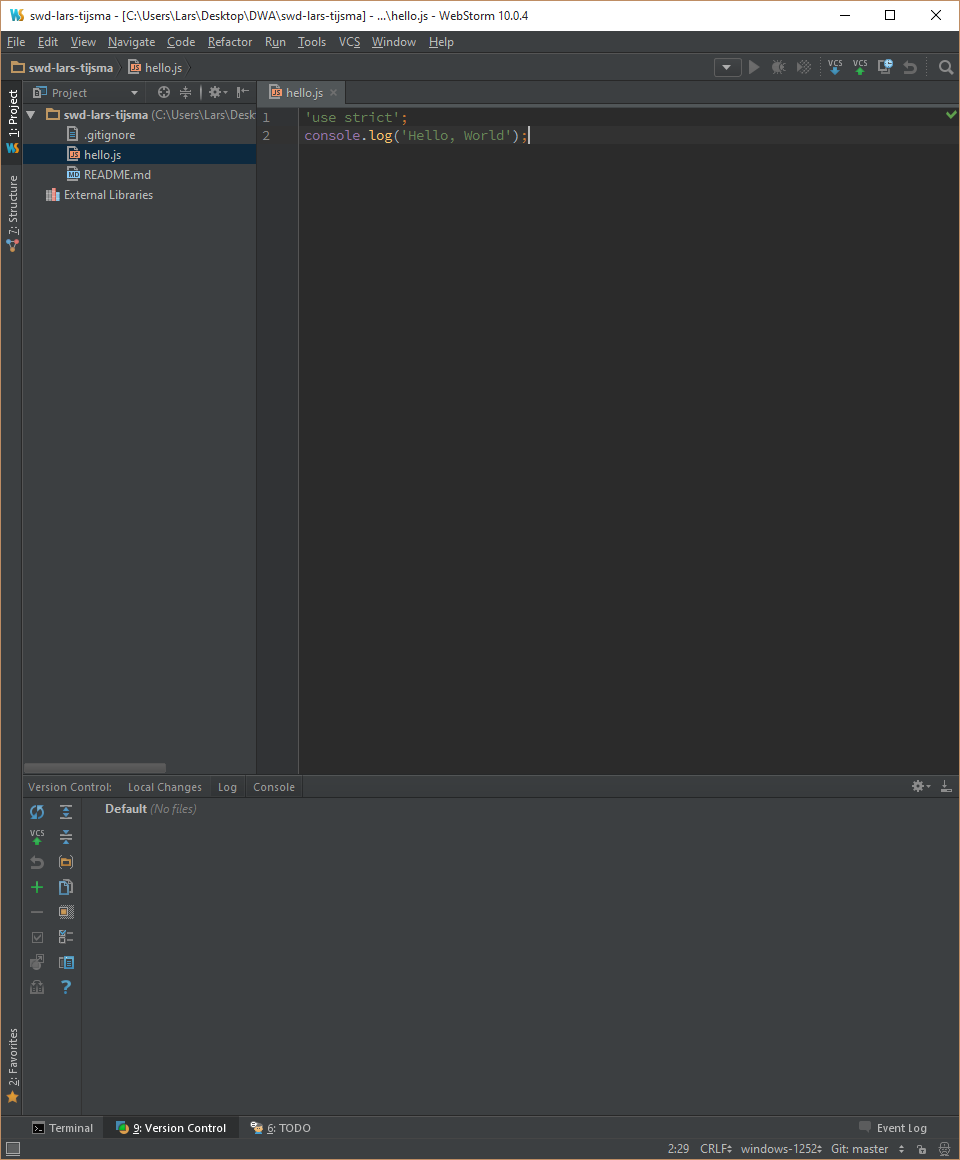 swd-lars-tijsma - [C:\Users\Lars\Desktop\DWA\swd-lars-tijsma] - ...\hello.js - WebStorm 10.0.4
File Edit View Navigate Code Refactor Run Tools VCS Window Help
swd-lars-tijsma hello.js VCS VCS
1: Project
7: Structure
2: Favorites
Project
swd-lars-tijsma (C:\Users\Lars\Desk
.gitignore
hello.js
README.md
External Libraries
hello.js
1 'use strict';
2 console.log('Hello, World');
Version Control: Local Changes Log Console
VCS
Default (No files)
Terminal 9: Version Control 6: TODO Event Log
2:29 CRLF windows-1252 Git: master